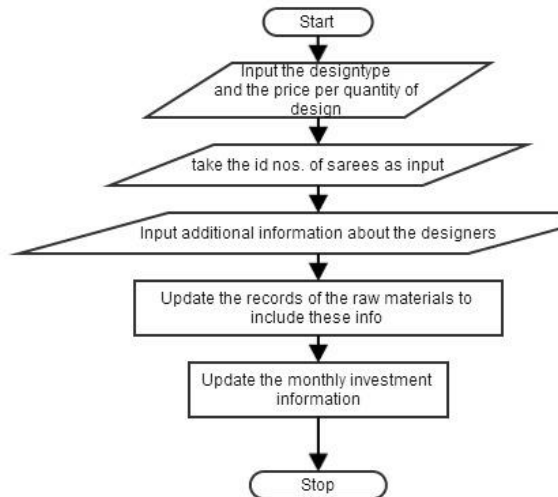 Start
Input the designtype
and the price per quantity of
design
take the id nos. of sarees as input
Input additional information about the designers
Update the records of the raw materials to
include these info
Update the monthly investment
information
Stop